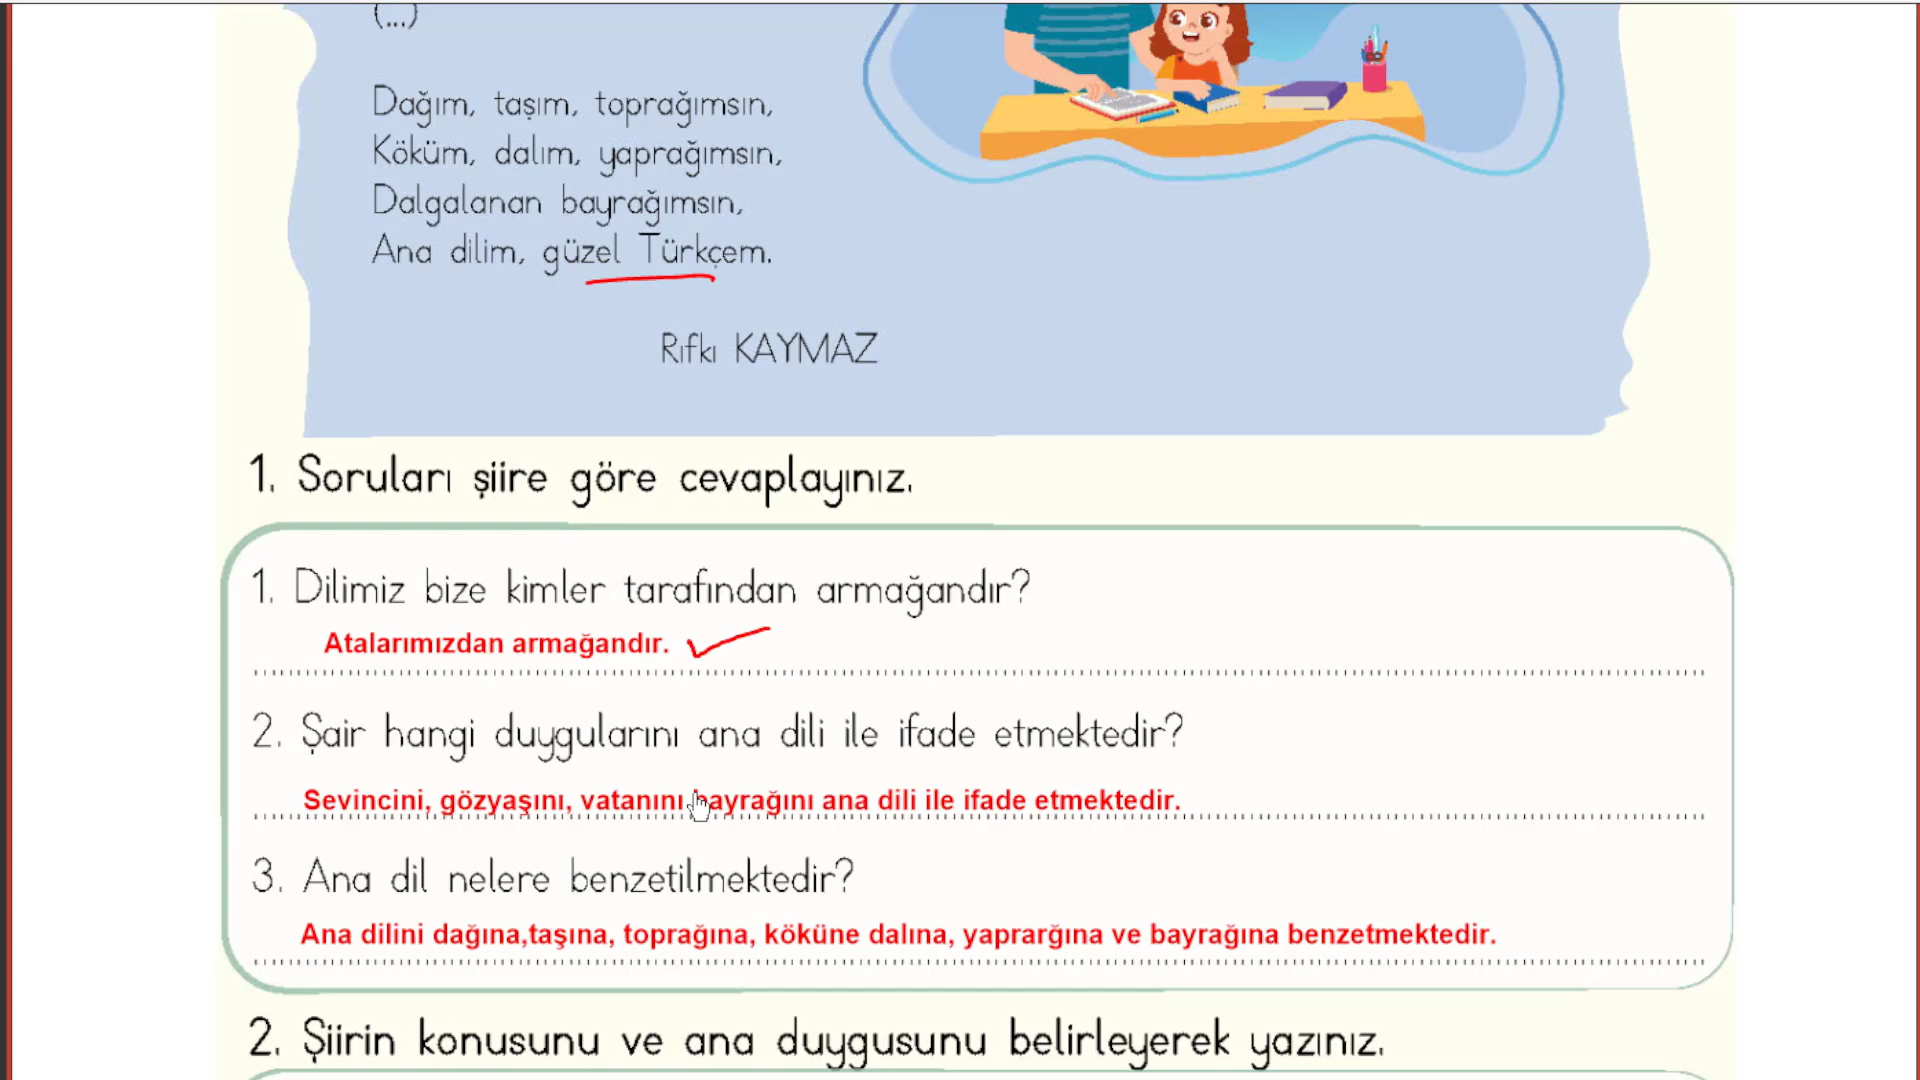 (...)
Dağım, taşım, toprağımsın,
Köküm, dalım, yaprağımsın,
Dalgalanan bayrağımsın,
Ana dilim, güzel Türkçem.
Rıfkı KAYMAZ
1. Soruları şiire göre cevaplayınız.
1. Dilimiz bize kimler tarafından armağandır?
Atalarımızdan armağandır.
2. Şair hangi duygularını ana dili ile ifade etmektedir?
Sevincini, gözyaşını, vatanını bayrağını ana dili ile ifade etmektedir.
3. Ana dil nelere benzetilmektedir?
Ana dilini dağına,taşına, toprağına, köküne dalına, yaprarğına ve bayrağına benzetmektedir.
2. Şiirin konusunu ve ana duygusunu belirleyerek yazınız.